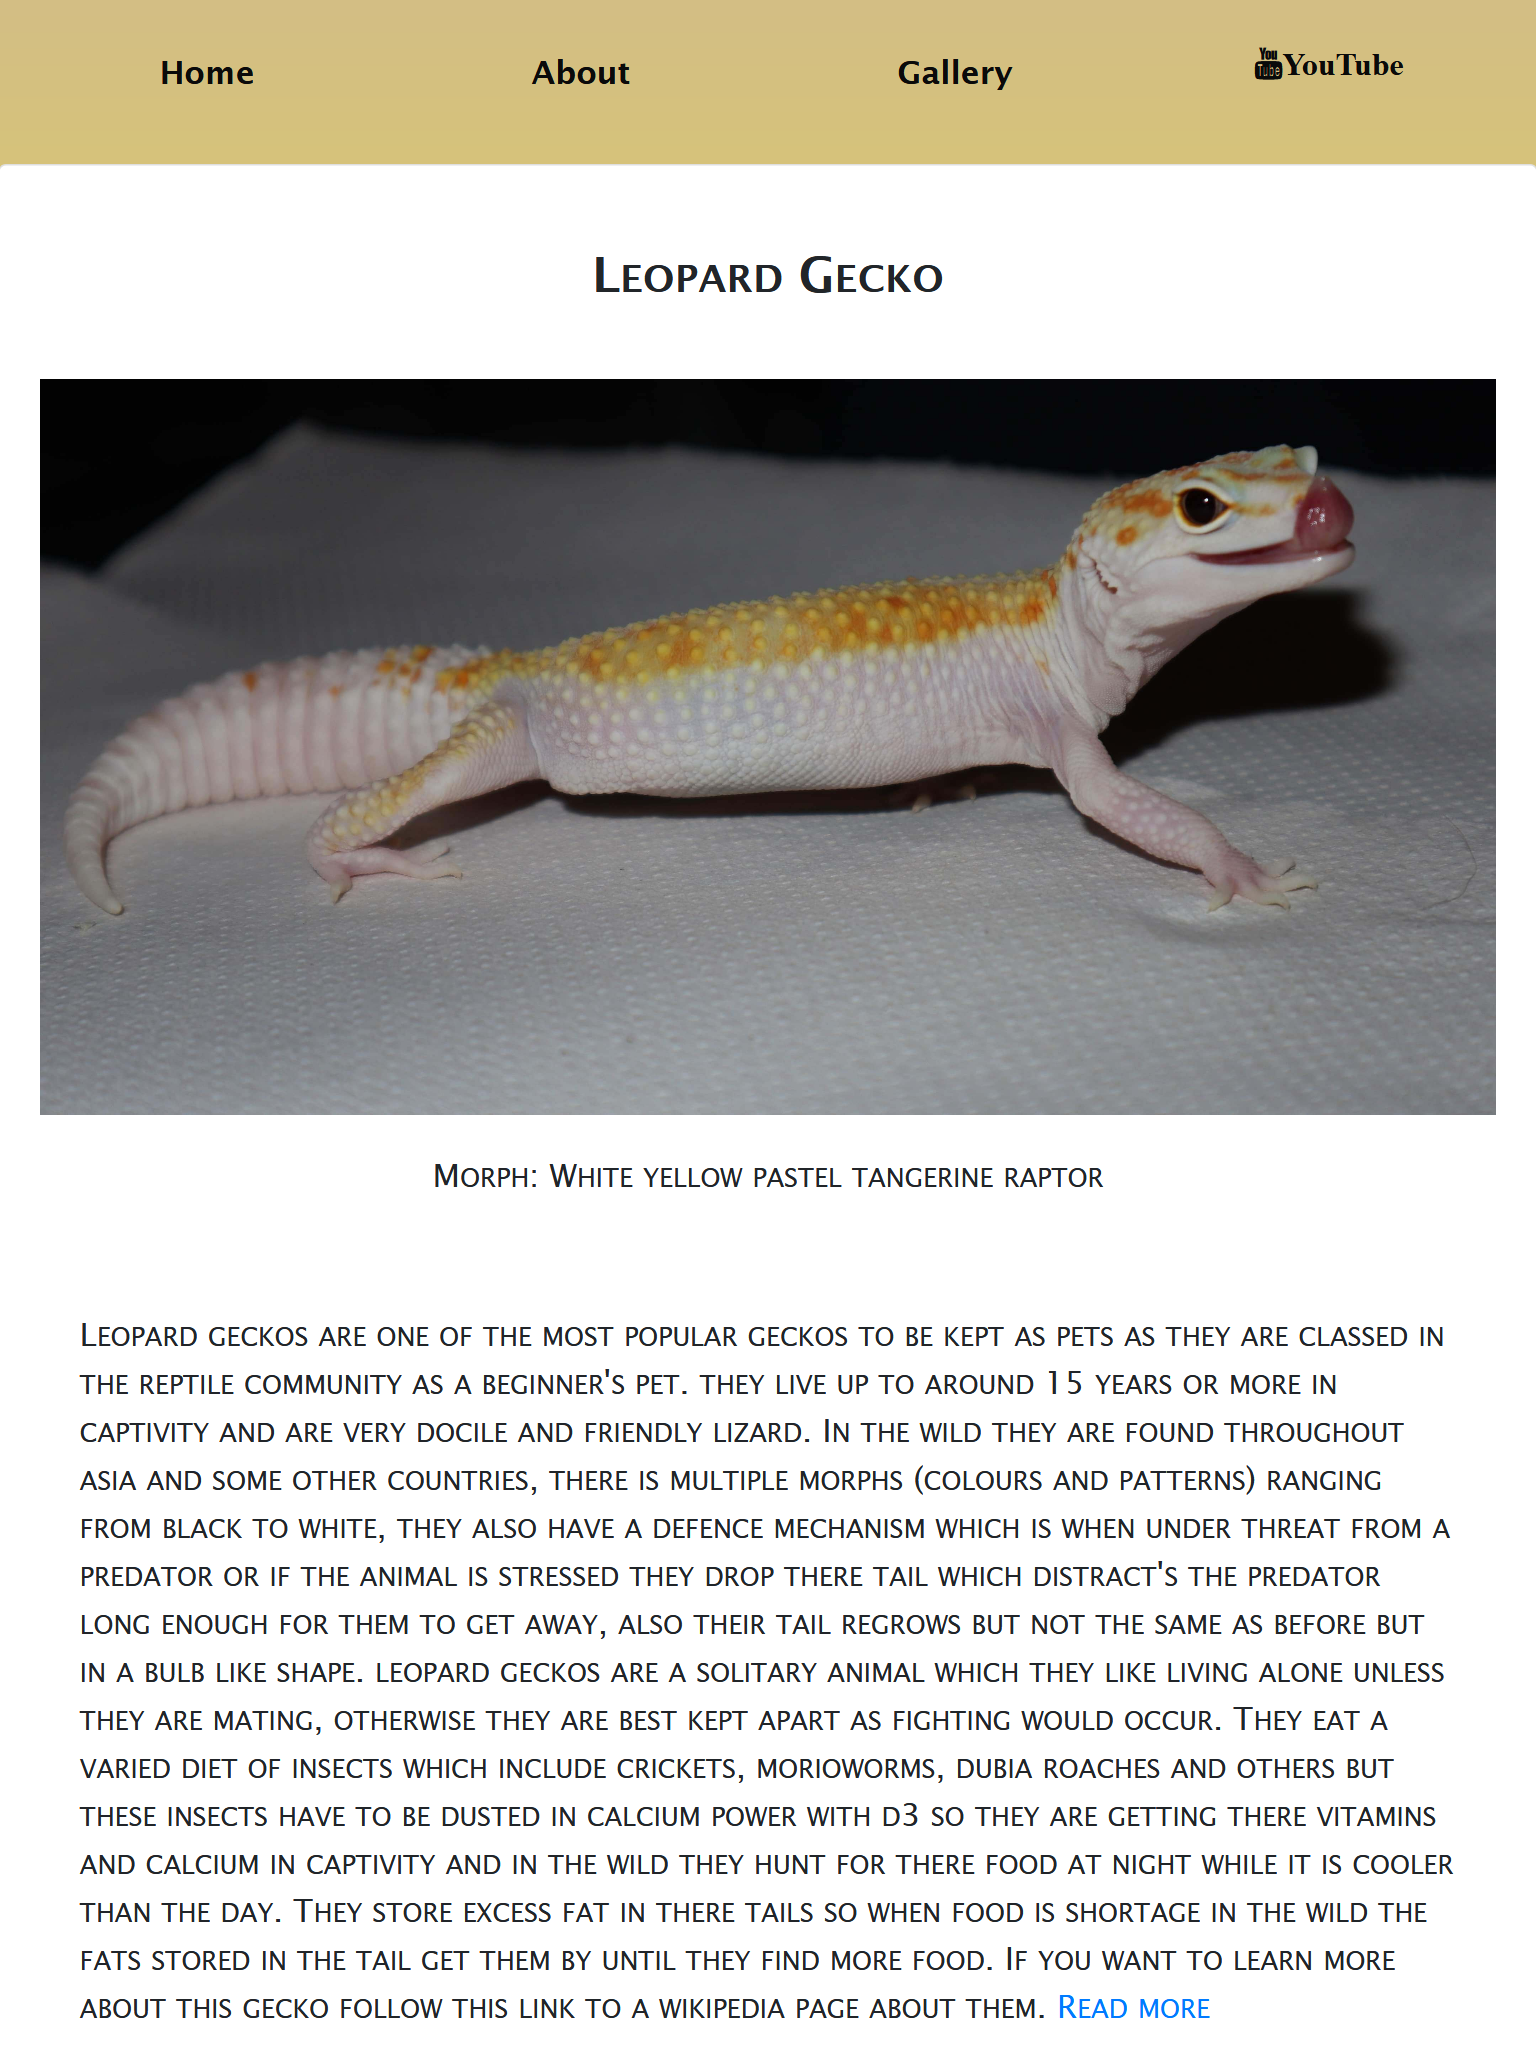 Home About Gallery You Tube YouTube
Leopard Gecko
Morph: White yellow pastel tangerine raptor
Leopard geckos are one of the most popular geckos to be kept as pets as they are classed in
the reptile community as a beginner's pet. they live up to around 15 years or more in
captivity and are very docile and friendly lizard. In the wild they are found throughout
asia and some other countries, there is multiple morphs (colours and patterns) ranging
from black to white, they also have a defence mechanism which is when under threat from a
predator or if the animal is stressed they drop there tail which distract's the predator
long enough for them to get away, also their tail regrows but not the same as before but
in a bulb like shape. leopard geckos are a solitary animal which they like living alone unless
they are mating, otherwise they are best kept apart as fighting would occur. They eat a
varied diet of insects which include crickets, morioworms, dubia roaches and others but
these insects have to be dusted in calcium power with d3 so they are getting there vitamins
and calcium in captivity and in the wild they hunt for there food at night while it is cooler
than the day. They store excess fat in there tails so when food is shortage in the wild the
fats stored in the tail get them by until they find more food. If you want to learn more
about this gecko follow this link to a wikipedia page about them. Read more